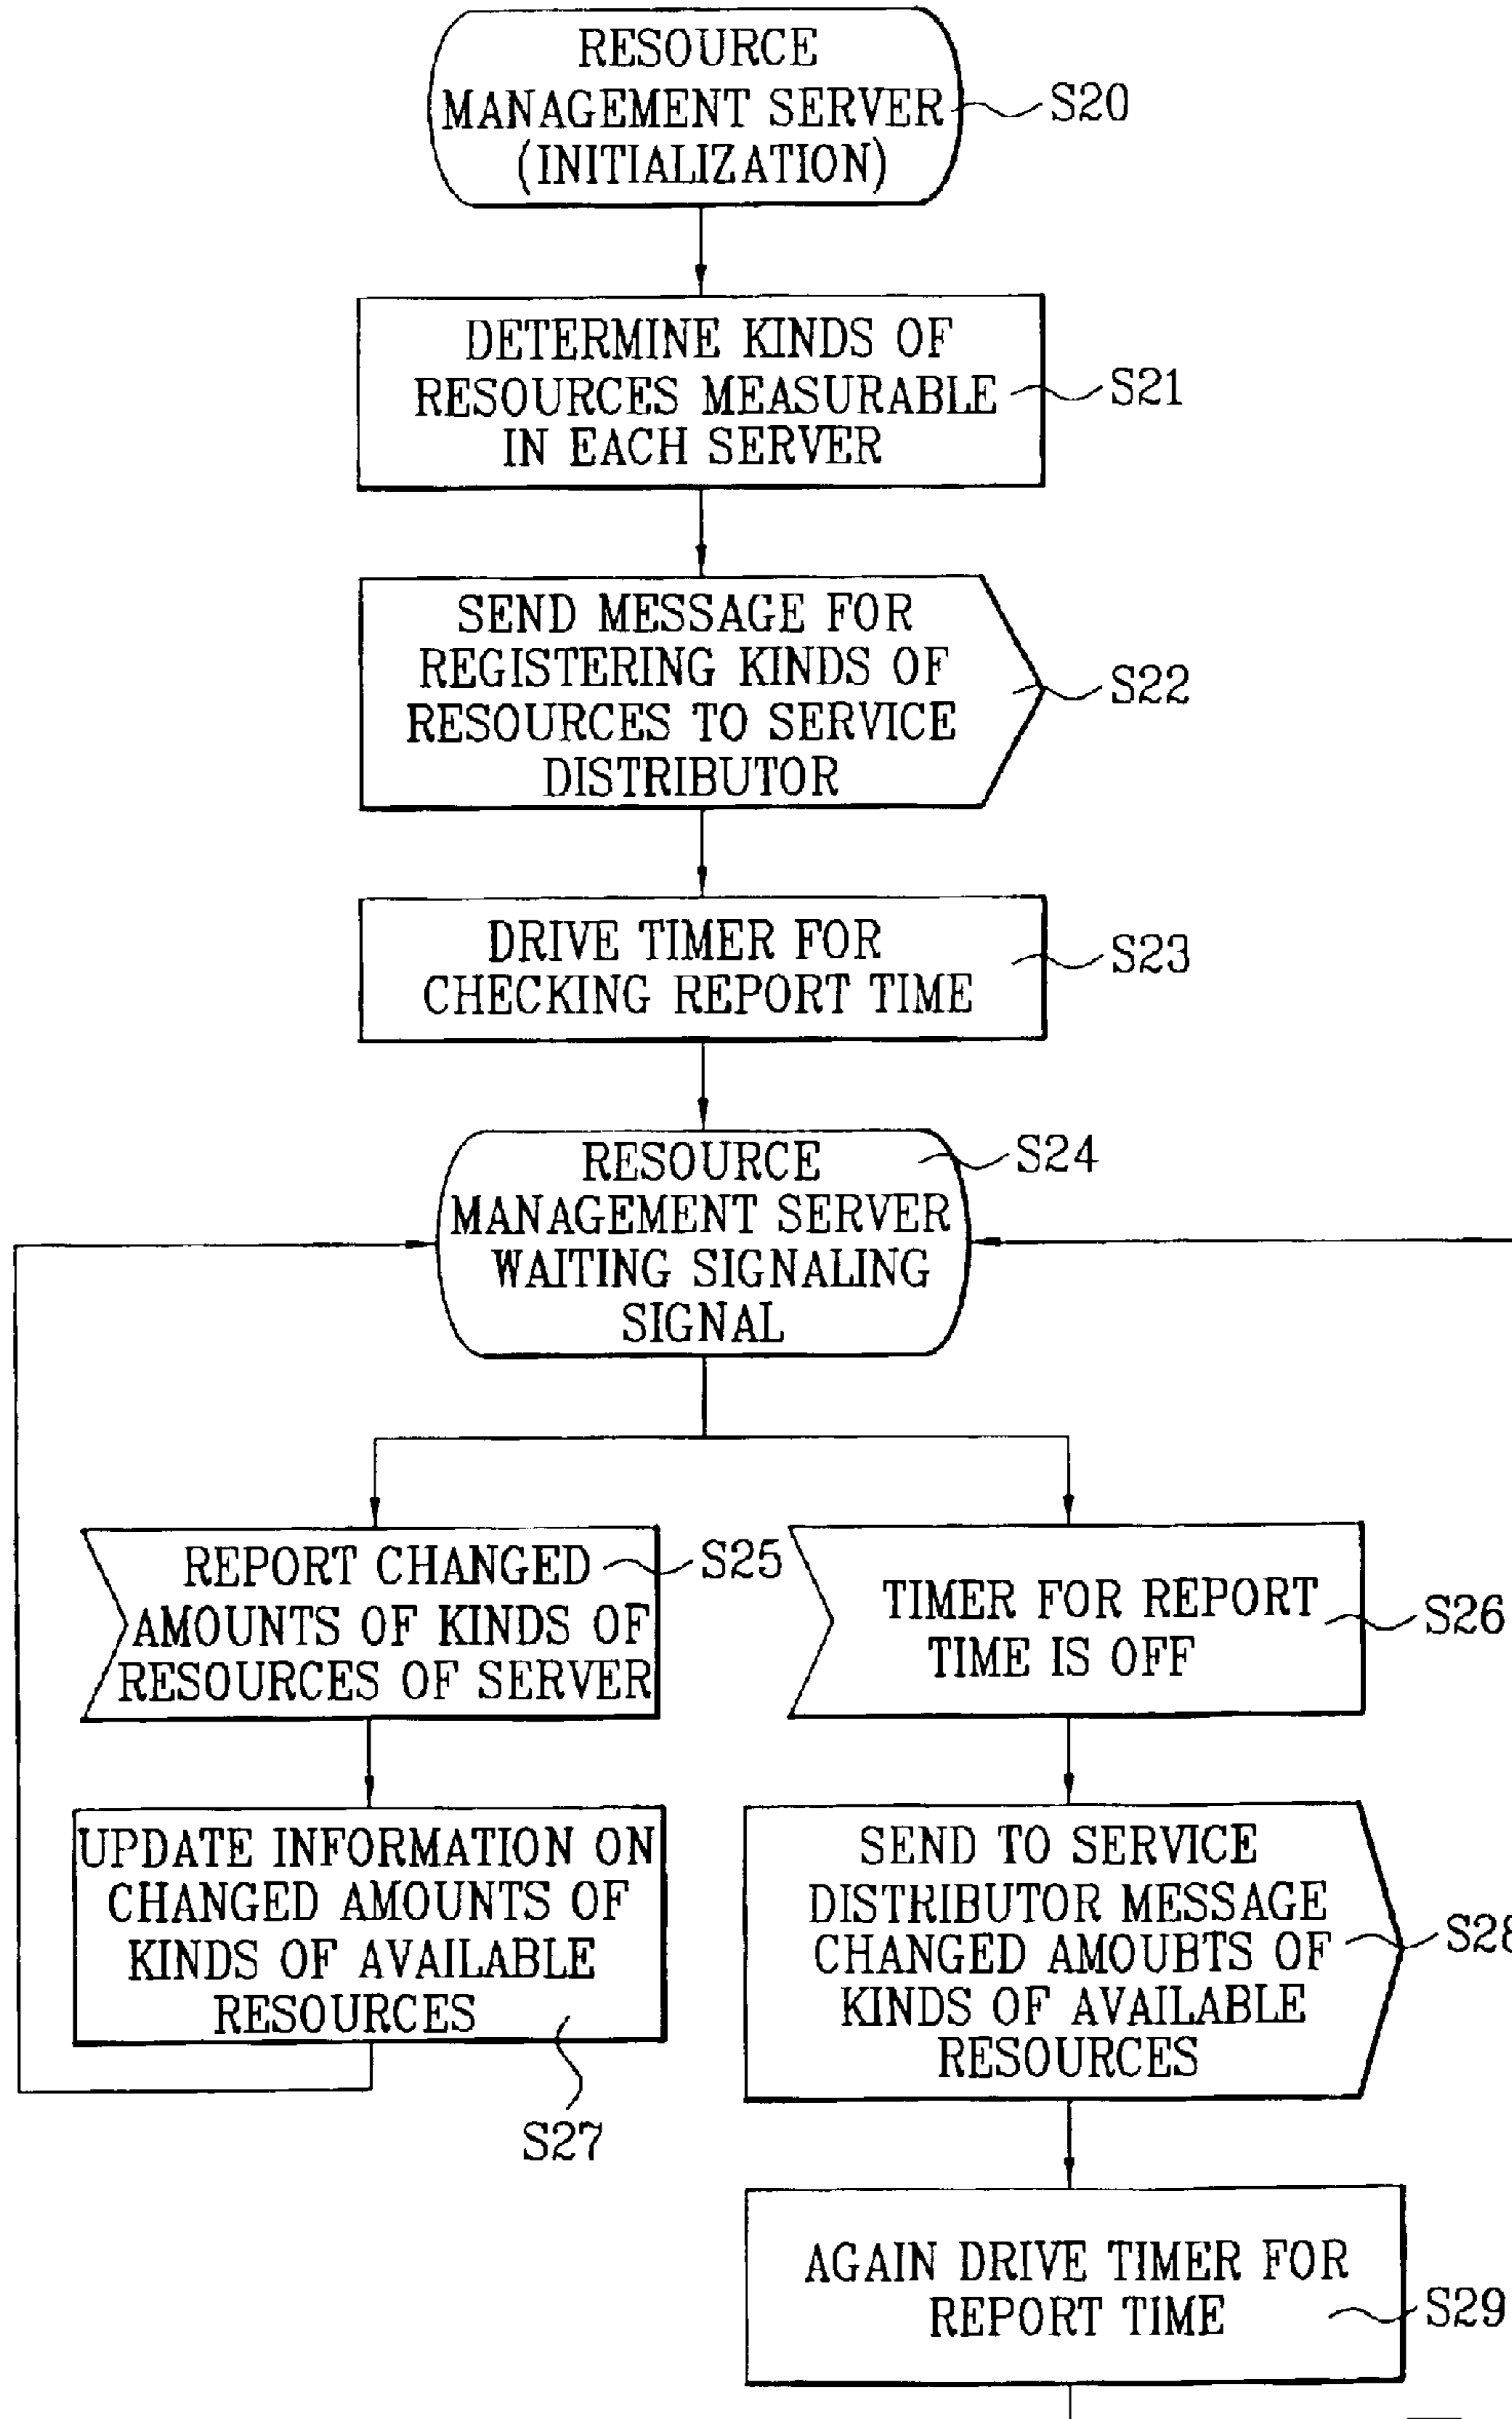 RESOURCE
MANAGEMENT SERVER
(INITIALIZATION)
S20
DETERMINE KINDS OF
RESOURCES MEASURABLE
IN EACH SERVER
S21
SEND MESSAGE FOR
REGISTERING KINDS OF
RESOURCES TO SERVICE
DISTRIBUTOR
S22
DRIVE TIMER FOR
CHECKING REPORT TIME
S23
RESOURCE
MANAGEMENT SERVER
WAITING SIGNALING
SIGNAL
S24
REPORT CHANGED
AMOUNTS OF KINDS OF
RESOURCES OF SERVER
S25
TIMER FOR REPORT
TIME IS OFF
S26
UPDATE INFORMATION ON
CHANGED AMOUNTS OF
KINDS OF AVAILABLE
RESOURCES
S27
SEND TO SERVICE
DISTRIBUTOR MESSAGE
CHANGED AMOUBTS OF
KINDS OF AVAILABLE
RESOURCES
S28
AGAIN DRIVE TIMER FOR
REPORT TIME
S29